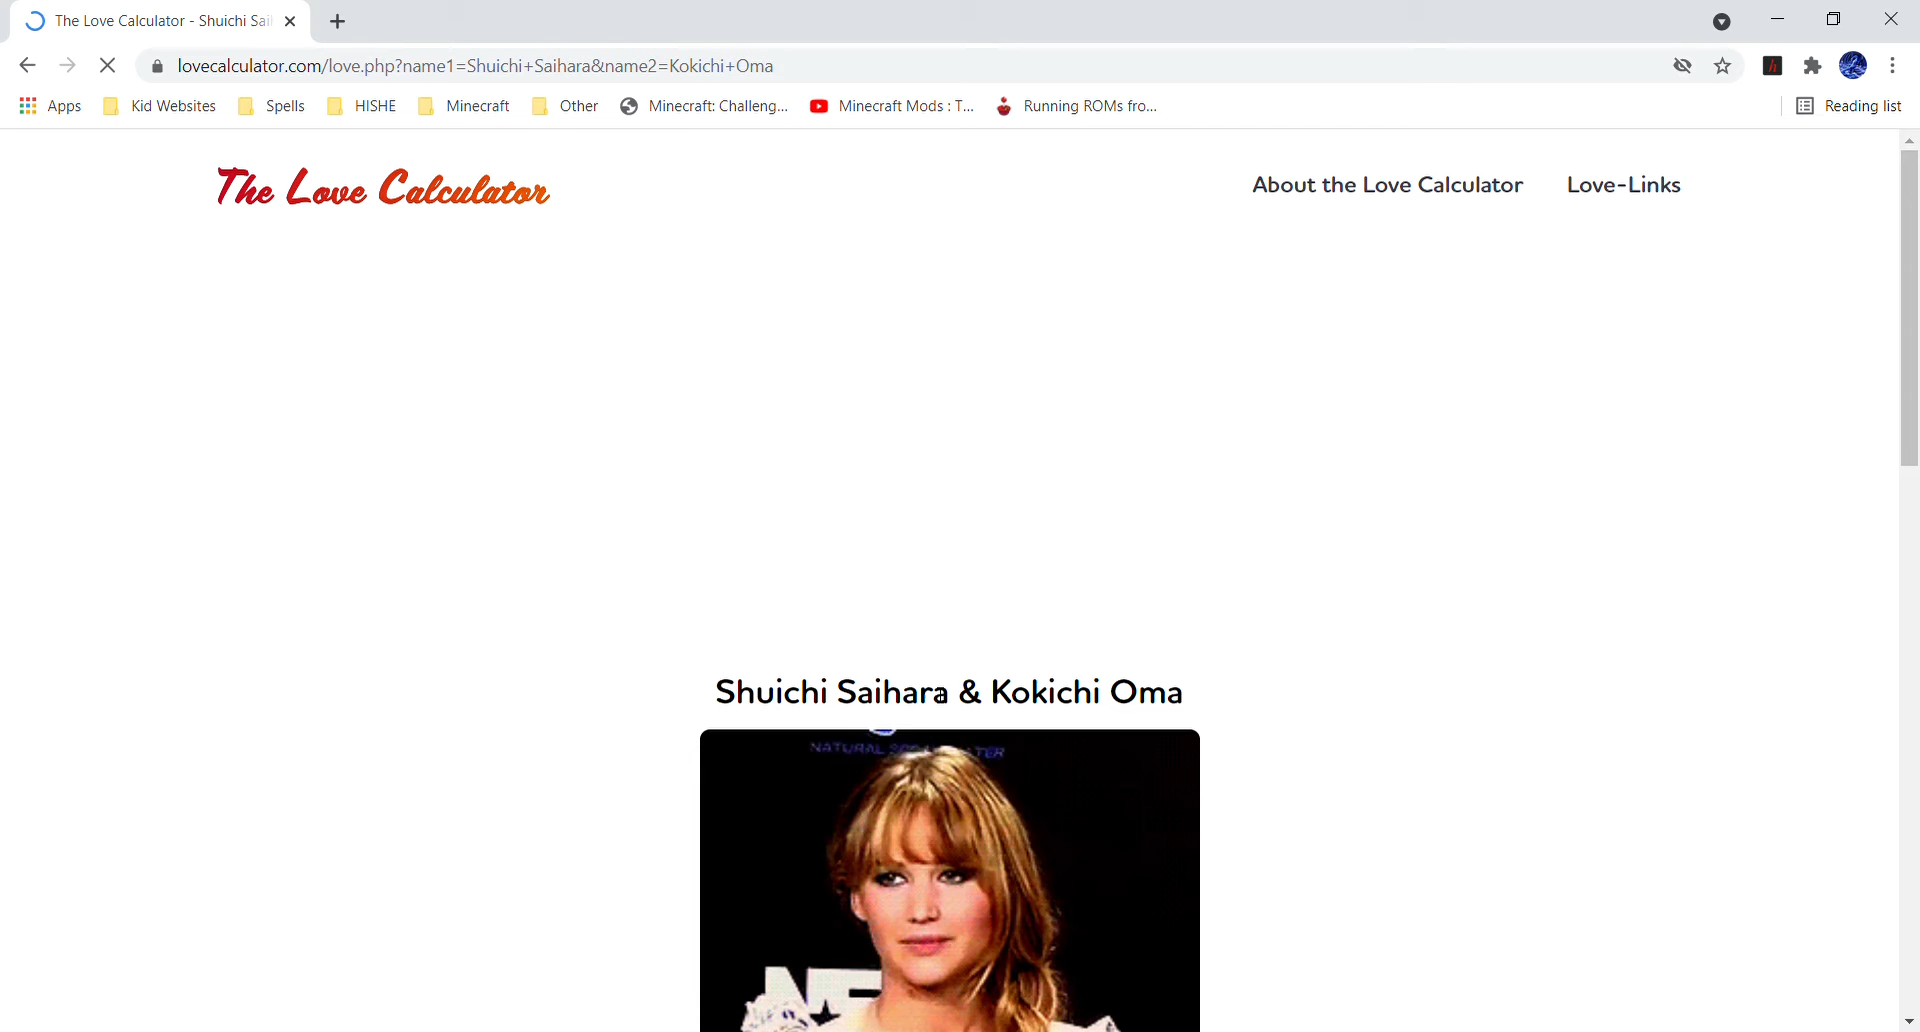 The Love Calculator - Shuichi Sai
lovecalculator.com/love.php?name1=Shuichi+Saihara&name2=Kokichi+Oma
Apps Kid Websites Spells HISHE Minecraft Other Minecraft: Challeng... Minecraft Mods : T... Running ROMs fro... Reading list
The Love Calculator About the Love Calculator Love-Links
Shuichi Saihara & Kokichi Oma
NATURAL